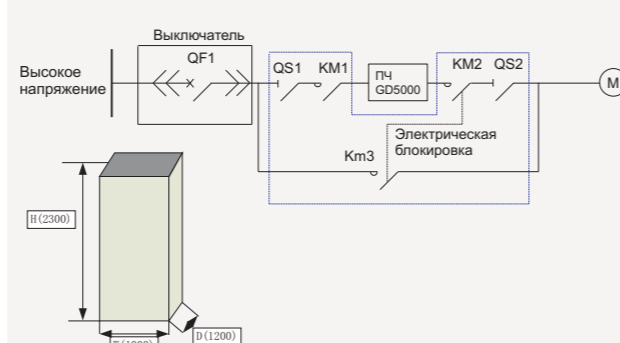 Выключатель
QF1
Высокое
напряжение
QS1
KM1
ПЧ
GD5000
KM2
QS2
M
Электрическая
блокировка
Km3
H(2300)
D(1200)